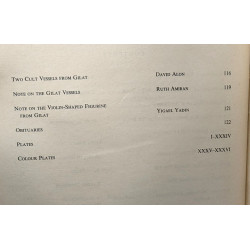 TWO CULT VESSELS FROM GILAT DAVID ALON 116
NOTE ON THE GILAT VESSELS RUTH AMIRAN 119
NOTE ON THE VIOLIN-SHAPED FIGURINE FROM GILAT YIGAEL YADIN 121
OBITUARIES 122
PLATES I-XXXIV
COLOUR PLATES XXXV-XXXVI